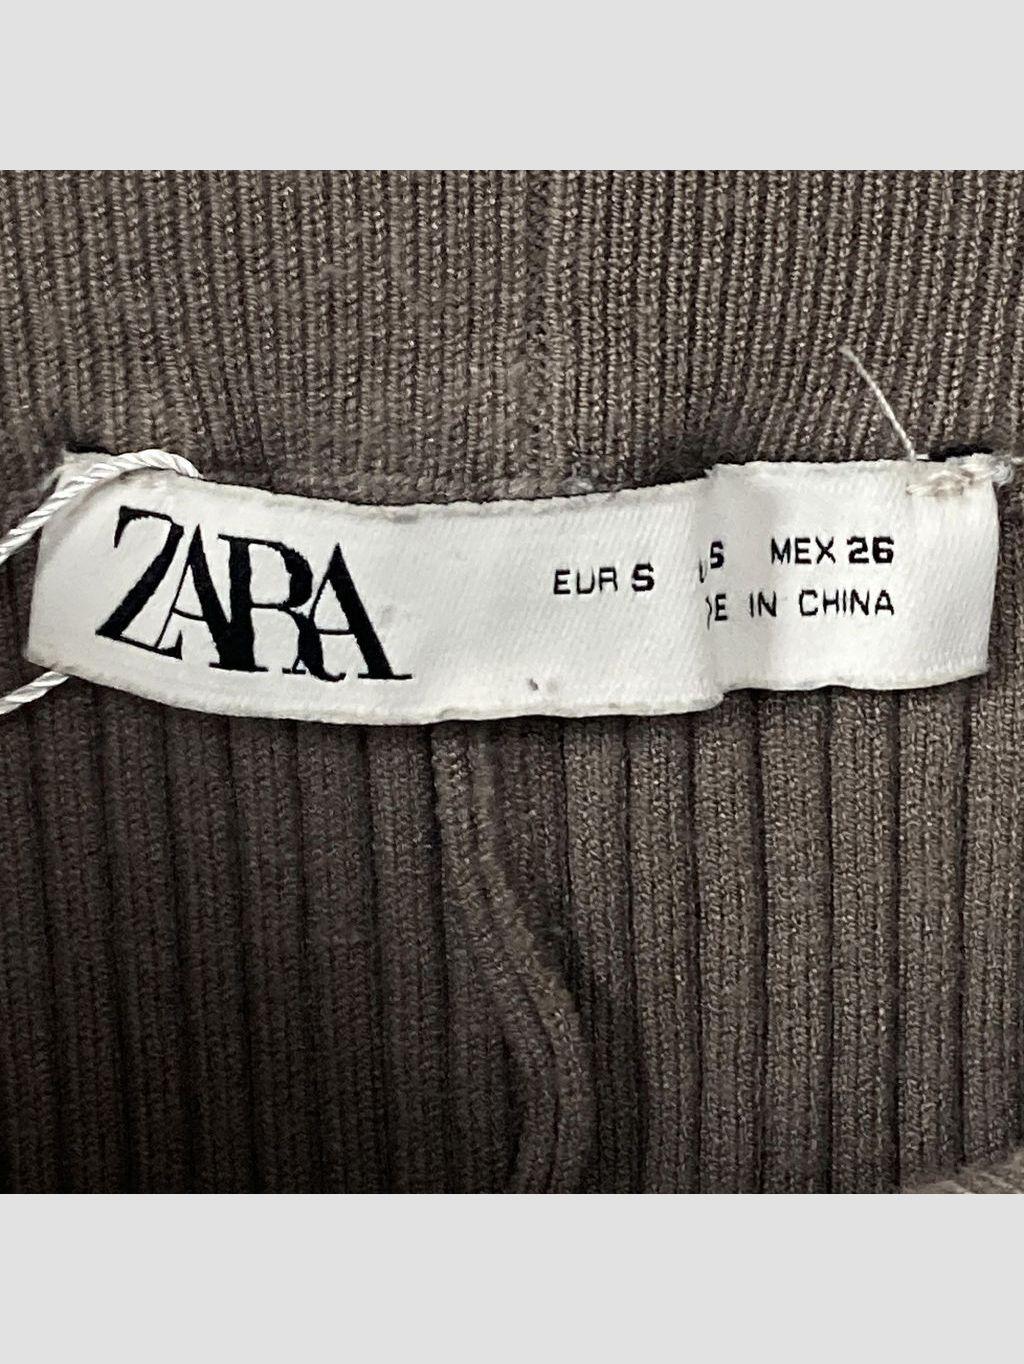 ZARA
EUR S MEX 26
IN CHINA